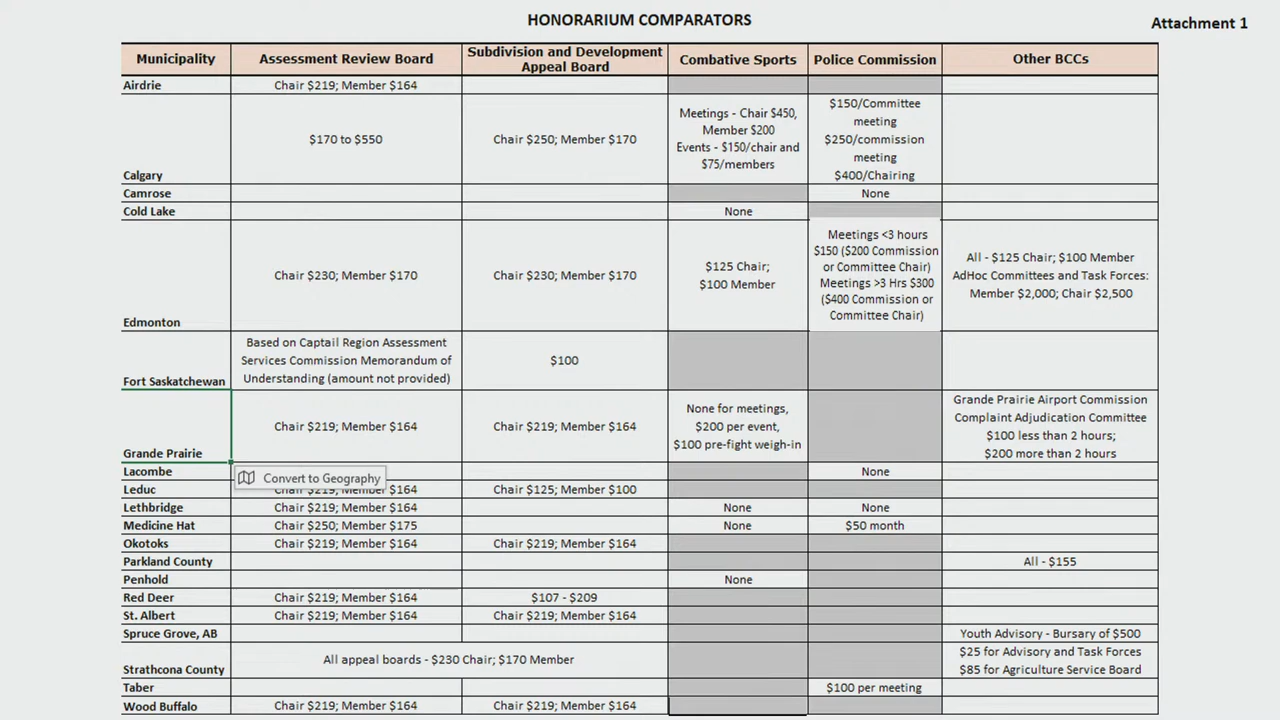 HONORARIUM COMPARATORS
Attachment 1
Municipality
Assessment Review Board
Subdivision and Development
Appeal Board
Combative Sports
Police Commission
Other BCCs
Airdrie
Chair $219; Member $164
Calgary
$170 to $550
Chair $250; Member $170
Meetings - Chair $450,
Member $200
Events - $150/chair and
$75/members
$150/Committee
meeting
$250/commission
meeting
$400/Chairing
Camrose
None
Cold Lake
None
Edmonton
Chair $230; Member $170
Chair $230; Member $170
$125 Chair;
$100 Member
Meetings <3 hours
$150 ($200 Commission
or Committee Chair)
Meetings >3 Hrs $300
($400 Commission or
Committee Chair)
All - $125 Chair; $100 Member
AdHoc Committees and Task Forces:
Member $2,000; Chair $2,500
Fort Saskatchewan
Based on Captail Region Assessment
Services Commission Memorandum of
Understanding (amount not provided)
$100
Grande Prairie
Chair $219; Member $164
Chair $219; Member $164
None for meetings,
$200 per event,
$100 pre-fight weigh-in
Grande Prairie Airport Commission
Complaint Adjudication Committee
$100 less than 2 hours;
$200 more than 2 hours
Lacombe
None
Convert to Geography
Leduc
Chair $219; Member $164
Chair $125; Member $100
Lethbridge
Chair $219; Member $164
None
None
Medicine Hat
Chair $250; Member $175
None
$50 month
Okotoks
Chair $219; Member $164
Chair $219; Member $164
Parkland County
All - $155
Penhold
None
Red Deer
Chair $219; Member $164
$107 - $209
St. Albert
Chair $219; Member $164
Chair $219; Member $164
Spruce Grove, AB
Youth Advisory - Bursary of $500
Strathcona County
All appeal boards - $230 Chair; $170 Member
$25 for Advisory and Task Forces
$85 for Agriculture Service Board
Taber
$100 per meeting
Wood Buffalo
Chair $219; Member $164
Chair $219; Member $164